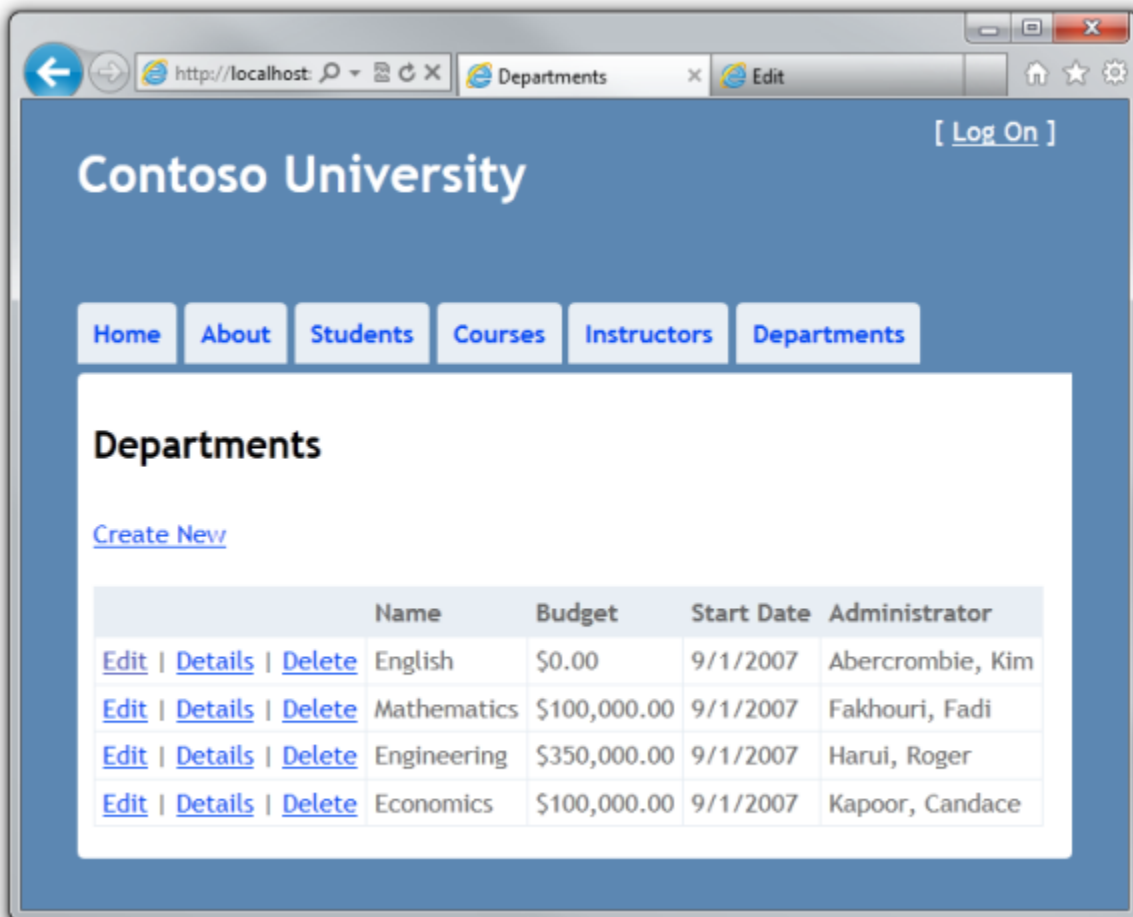 http://localhost: Departments Edit
[ Log On ]
Contoso University
Home About Students Courses Instructors Departments
Departments
Create New
Name Budget Start Date Administrator
Edit | Details | Delete English $0.00 9/1/2007 Abercrombie, Kim
Edit | Details | Delete Mathematics $100,000.00 9/1/2007 Fakhouri, Fadi
Edit | Details | Delete Engineering $350,000.00 9/1/2007 Harui, Roger
Edit | Details | Delete Economics $100,000.00 9/1/2007 Kapoor, Candace